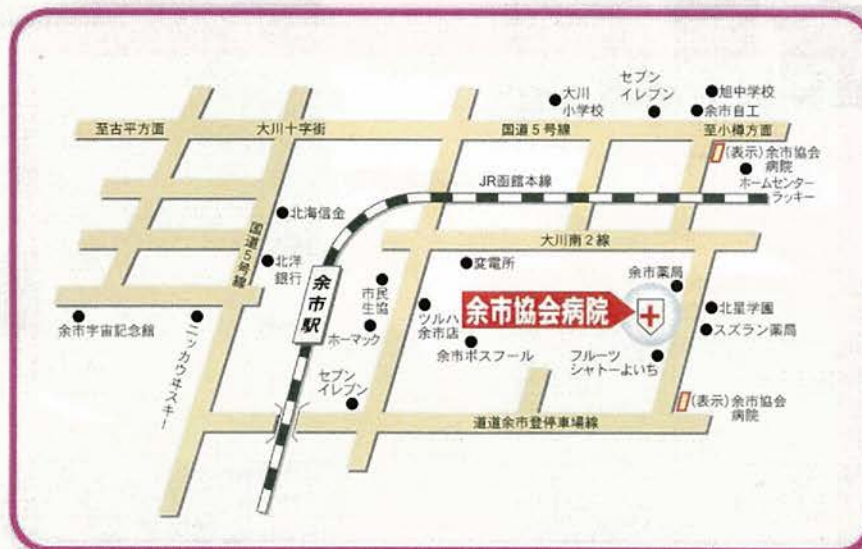 セブン
イレブン
大川
小学校
旭中学校
余市自工
至古平方面
大川十字街
国道5号線
至小樽方面
(表示)余市協会
病院
ホームセンター
ラッキー
JR函館本線
北海信金
国道5号線
大川南2線
北洋
銀行
変電所
余市薬局
余市駅
市民
生協
ツルハ
余市店
余市協会病院
北星学園
スズラン薬局
余市宇宙記念館
ニッカウヰスキー
ホーマック
余市ポスフール
フルーツ
シャトーよいち
セブン
イレブン
(表示)余市協会
病院
道道余市登停車場線